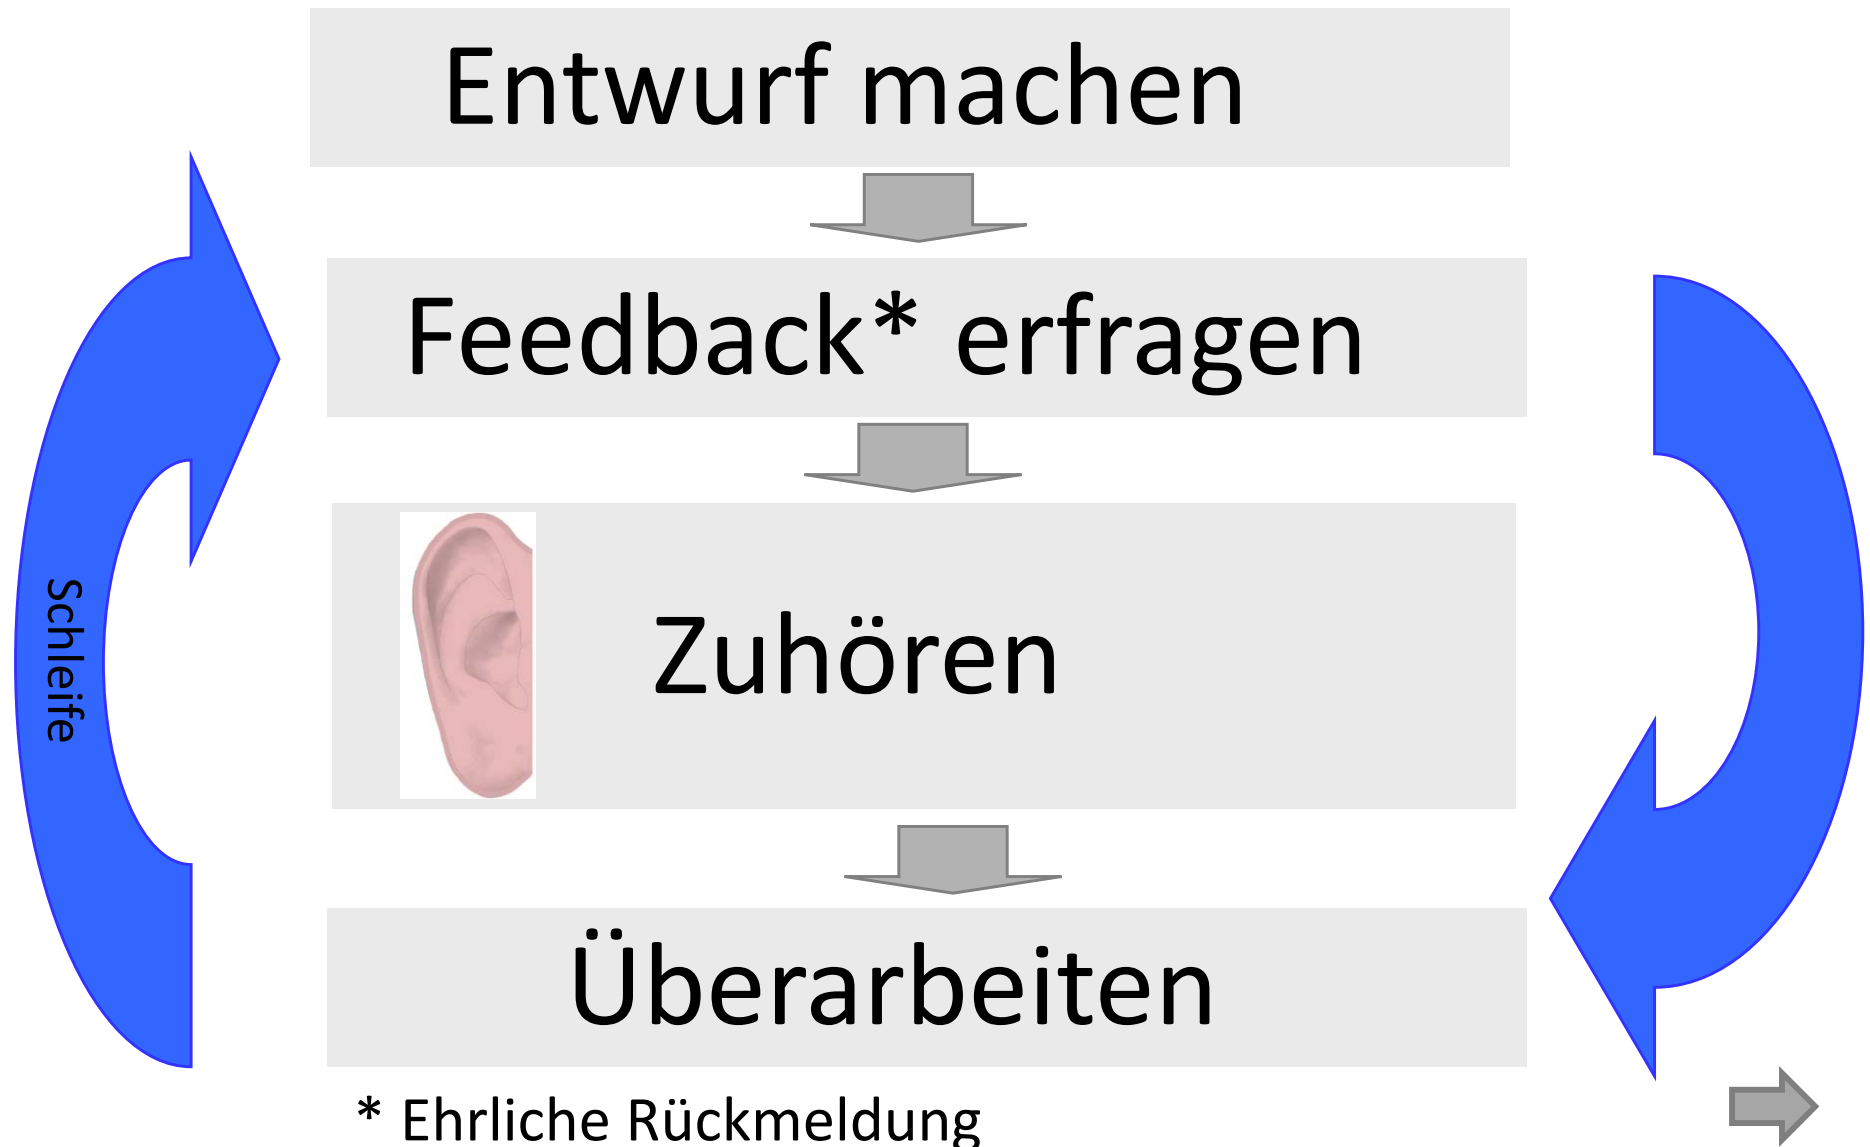 Entwurf machen
Feedback* erfragen
Schleife
Zuhören
Überarbeiten
* Ehrliche Rückmeldung